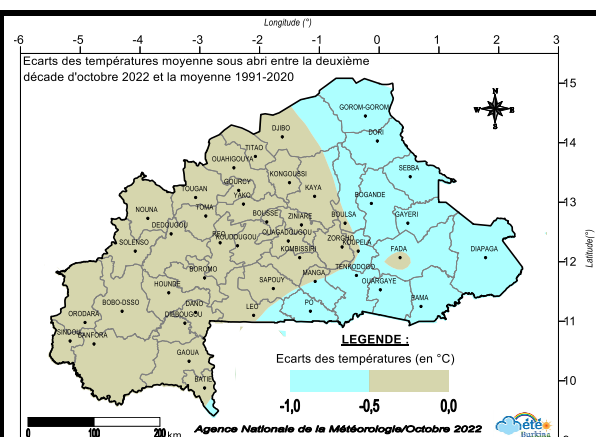 Longitude (°)
-6 -5 -4 -3 -2 -1 0 1 2 3
Ecarts des températures moyenne sous abri entre la deuxième
décade d'octobre 2022 et la moyenne 1991-2020
15
N
W E
S
GOROM-GOROM
DJIBO
DORI
14
TITAO
OUAHIGOUYA
SEBBA
KONGOUSSI
GOURCY
TOUGAN
KAYA
YAKO
BOGANDE
13
NOUNA
TOMA
BOUSSE
ZINIARE
BOULSA
GAYERI
DEDOUGOU
OUAGADOUGOU
REO
KOUDOUGOU
ZORGHO
KOUPELA
SOLENSO
KOMBISSIRI
FADA
DIAPAGA
Latitude(°)
12
BOROMO
TENKODOGO
MANGA
HOUNDE
SAPOUY
OUARGAYE
BOBO-DSSO
DANO
LEO
PO
PAMA
ORODARA
DIEBOUGOU
11
SINDOU
BANFORA
LEGENDE :
GAOUA
Ecarts des températures (en °C)
BATIE
10
-1,0 -0,5 0,0
0 100 200 km
Agence Nationale de la Météorologie/Octobre 2022
été
Burkina